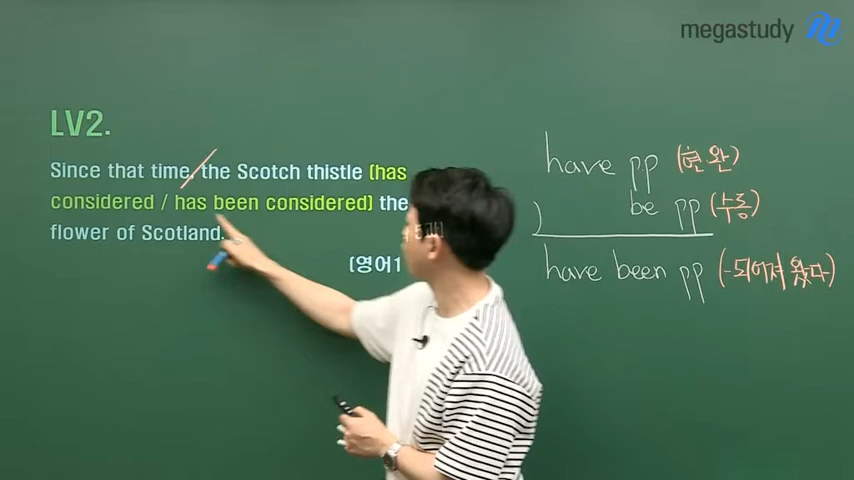 megastudy
LV2.
Since that time, the Scotch thistle [has
considered / has been considered] the
flower of Scotland.
[영어1
have pp (현완)
be pp (수동)
have been pp (-되어져 왔다)